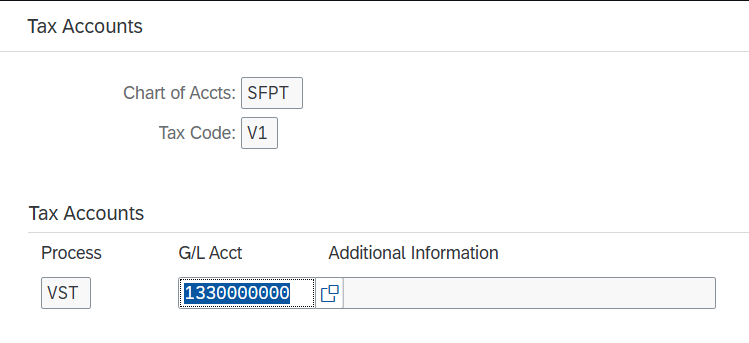 Tax Accounts
Chart of Accts: SFPT
Tax Code: V1
Tax Accounts
Process G/L Acct Additional Information
VST 1330000000